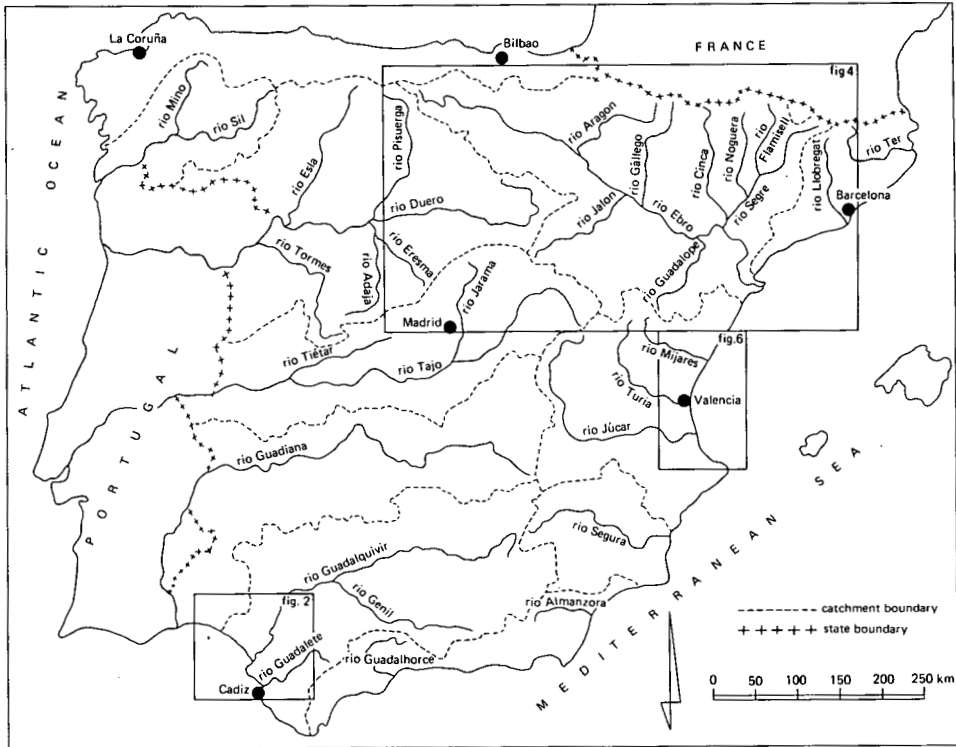 La Coruña
Bilbao
FRANCE
fig 4
ATLANTIC OCEAN
rio Mino
rio Sil
rio Esla
rio Pisuerga
rio Aragon
rio Gállego
rio Cinca
rio Noguera
rio Flamisell
rio Segre
rio Llobregat
rio Ter
Barcelona
rio Duero
rio Jalon
rio Ebro
rio Guadalope
rio Tormes
rio Adaja
rio Eresma
rio Jarama
Madrid
rio Tiétar
rio Tajo
fig.6
rio Mijares
rio Turia
Valencia
rio Júcar
PORTUGAL
rio Guadiana
MEDITERRANEAN SEA
rio Segura
rio Guadalquivir
rio Genil
rio Almanzora
fig. 2
rio Guadalete
rio Guadalhorce
Cadiz
catchment boundary
state boundary
0 50 100 150 200 250 km